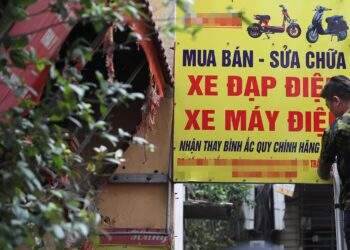 MUA BÁN - SỬA CHỮA
XE ĐẠP ĐIỆ
XE MÁY ĐIỆ
NHẬN THAY BÌNH ẮC QUY CHÍNH HÃNG